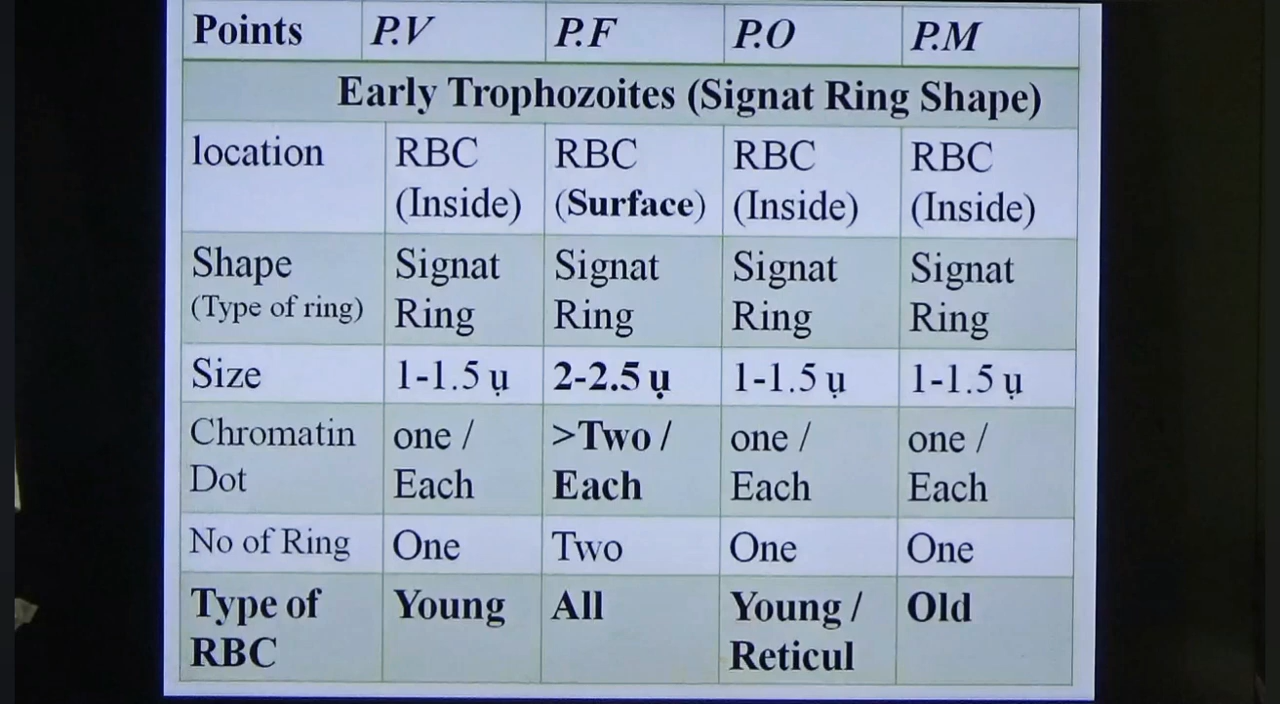 Points P.V P.F P.O P.M
Early Trophozoites (Signat Ring Shape)
location RBC RBC RBC RBC
(Inside) (Surface) (Inside) (Inside)
Shape Signat Signat Signat Signat
(Type of ring) Ring Ring Ring Ring
Size 1-1.5 ụ 2-2.5 ụ 1-1.5 ụ 1-1.5 ụ
Chromatin one / >Two / one / one /
Dot Each Each Each Each
No of Ring One Two One One
Type of Young All Young / Old
RBC Reticul